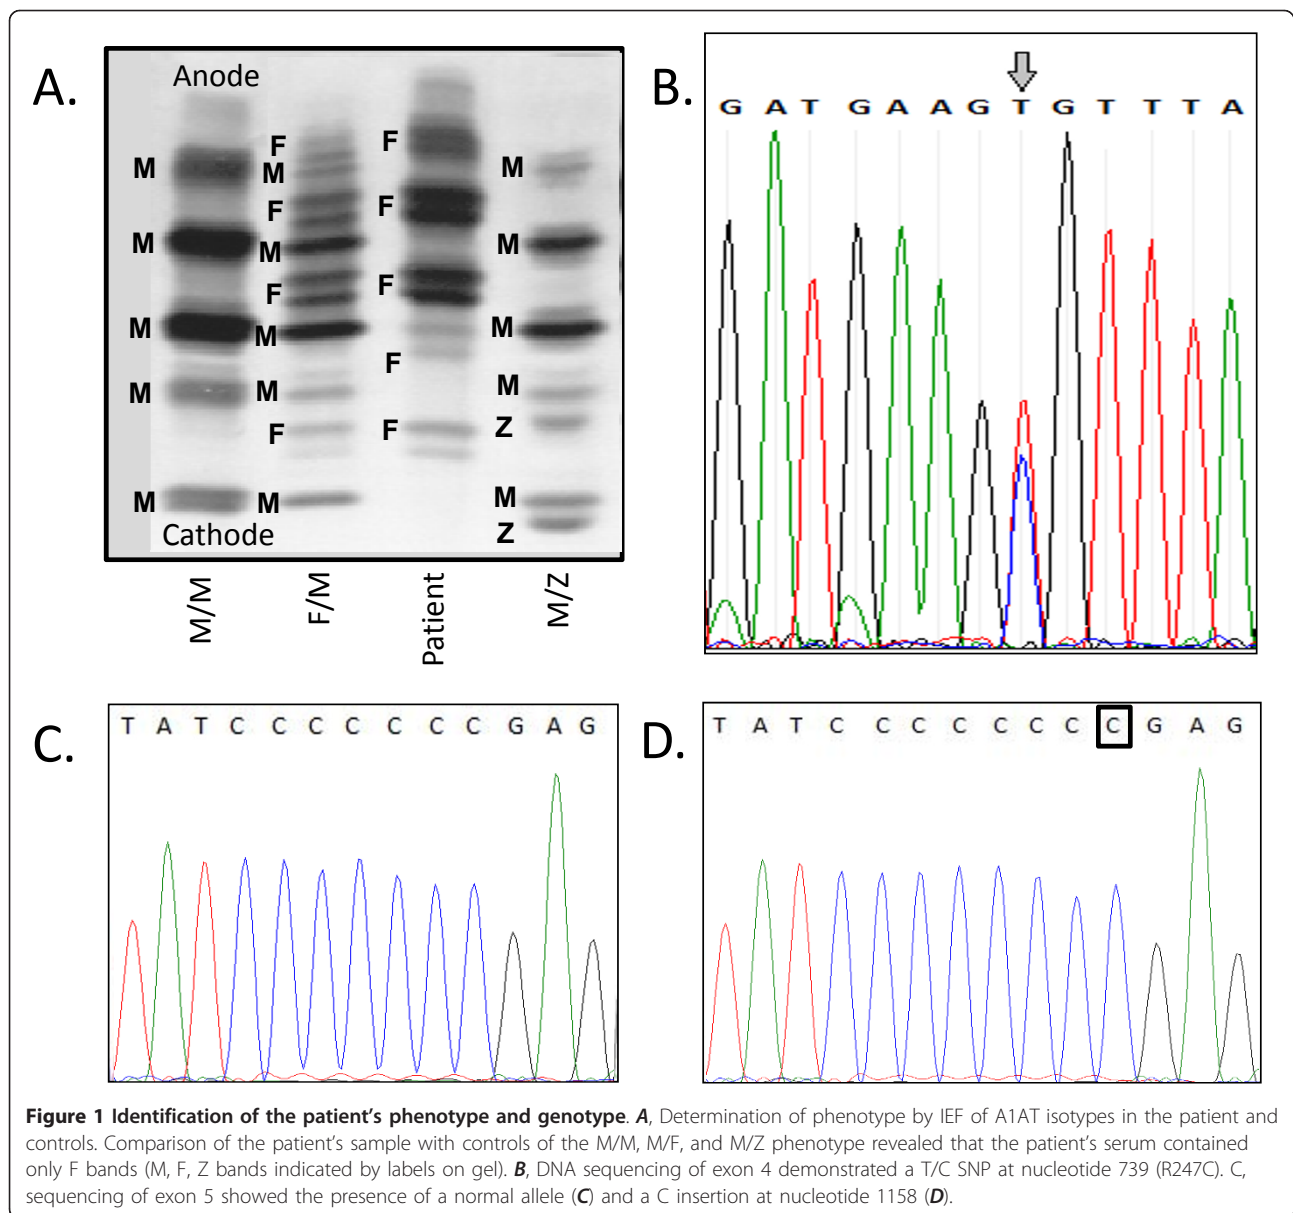 A.
Anode
M
M
M
M
M
F
M
F
M
F
M
M
F
M
F
F
F
F
F
M
M
M
M
Z
M
Z
Cathode
M/M
F/M
Patient
M/Z
B.
G A T G A A G T G T T T A
C.
T A T C C C C C C C G A G
D.
T A T C C C C C C C C G A G
Figure 1 Identification of the patient's phenotype and genotype. A, Determination of phenotype by IEF of A1AT isotypes in the patient and
controls. Comparison of the patient's sample with controls of the M/M, M/F, and M/Z phenotype revealed that the patient's serum contained
only F bands (M, F, Z bands indicated by labels on gel). B, DNA sequencing of exon 4 demonstrated a T/C SNP at nucleotide 739 (R247C). C,
sequencing of exon 5 showed the presence of a normal allele (C) and a C insertion at nucleotide 1158 (D).